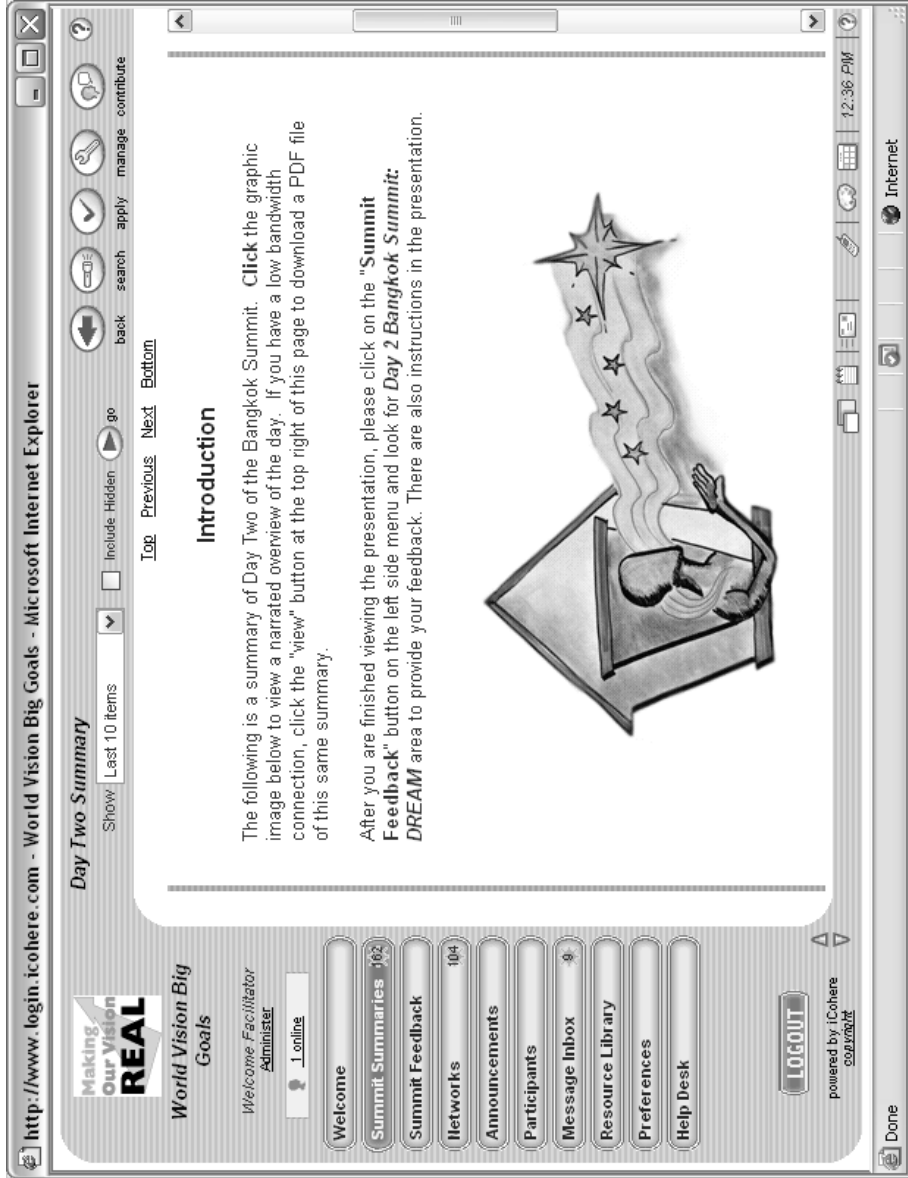 http://www.login.icohere.com - World Vision Big Goals - Microsoft Internet Explorer
Making
Our Vision
REAL
World Vision Big
Goals
Welcome Facilitator
Administer
1 online
Welcome
Summit Summaries 162
Summit Feedback
Networks 104
Announcements
Participants
Message Inbox 9
Resource Library
Preferences
Help Desk
LOGOUT
powered by iCohere
copyright
Day Two Summary
Show Last 10 items Include Hidden go
back search apply manage contribute ?
Top Previous Next Bottom
Introduction
The following is a summary of Day Two of the Bangkok Summit. Click the graphic
image below to view a narrated overview of the day. If you have a low bandwidth
connection, click the "view" button at the top right of this page to download a PDF file
of this same summary.
After you are finished viewing the presentation, please click on the "Summit
Feedback" button on the left side menu and look for Day 2 Bangkok Summit:
DREAM area to provide your feedback. There are also instructions in the presentation.
12:36 PM ?
Done
Internet